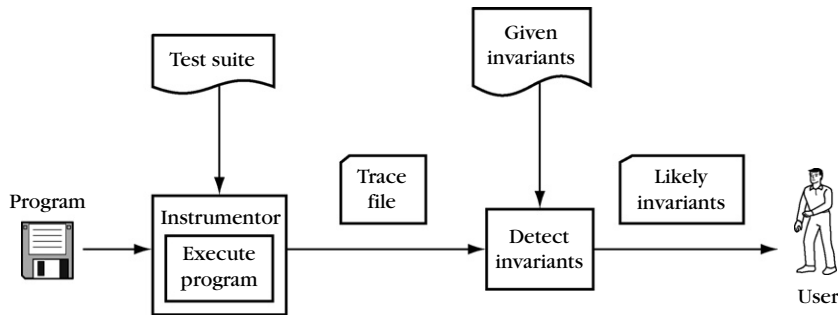 Test suite
Given
invariants
Trace
file
Likely
invariants
Program
Instrumentor
Execute
program
Detect
invariants
User